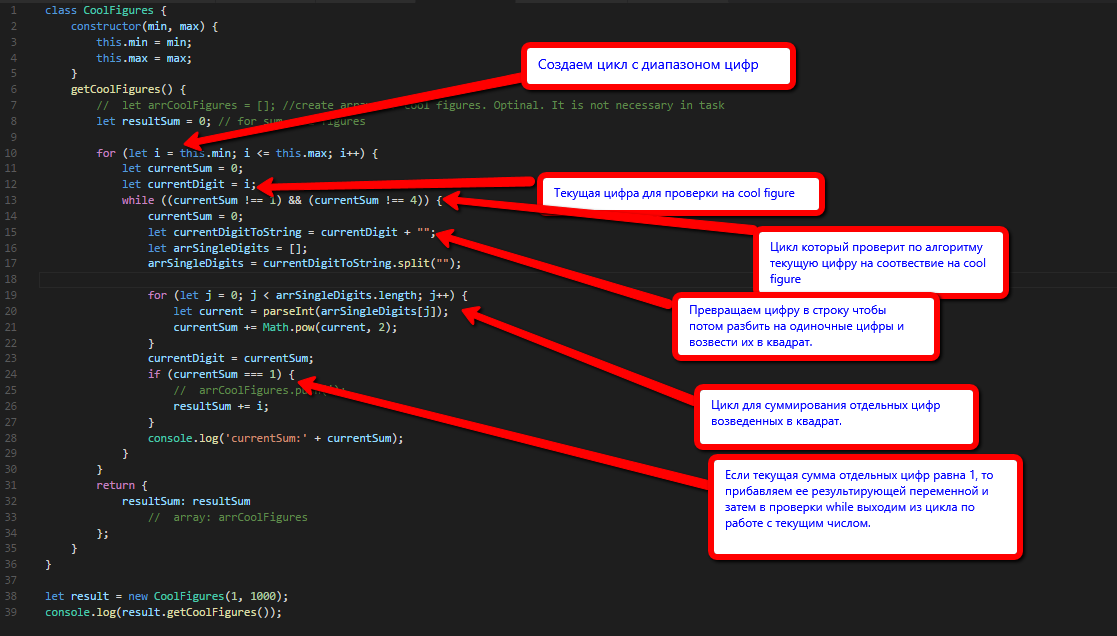 1 class CoolFigures {
2 constructor(min, max) {
3 this.min = min;
4 this.max = max;
5 }
6 getCoolFigures() {
7 // let arrCoolFigures = []; //create cool figures. Optinal. It is not necessary in task
8 let resultSum = 0; // for figures
9
10 for (let i = this.min; i <= this.max; i++) {
11 let currentSum = 0;
12 let currentDigit = i;
13 while ((currentSum !== 1) && (currentSum !== 4)) {
14 currentSum = 0;
15 let currentDigitToString = currentDigit + "";
16 let arrSingleDigits = [];
17 arrSingleDigits = currentDigitToString.split("");
18
19 for (let j = 0; j < arrSingleDigits.length; j++) {
20 let current = parseInt(arrSingleDigits[j]);
21 currentSum += Math.pow(current, 2);
22 }
23 currentDigit = currentSum;
24 if (currentSum === 1) {
25 // arrCoolFigures.
26 resultSum += i;
27 }
28 console.log('currentSum:' + currentSum);
29 }
30 }
31 return {
32 resultSum: resultSum
33 // array: arrCoolFigures
34 };
35 }
36 }
37
38 let result = new CoolFigures(1, 1000);
39 console.log(result.getCoolFigures());
Создаем цикл с диапазоном цифр
Текущая цифра для проверки на cool figure
Цикл который проверит по алгоритму
текущую цифру на соотвествие на cool
figure
Превращаем цифру в строку чтобы
потом разбить на одиночные цифры и
возвести их в квадрат.
Цикл для суммирования отдельных цифр
возведенных в квадрат.
Если текущая сумма отдельных цифр равна 1, то
прибавляем ее результирующей переменной и
затем в проверки while выходим из цикла по
работе с текущим числом.